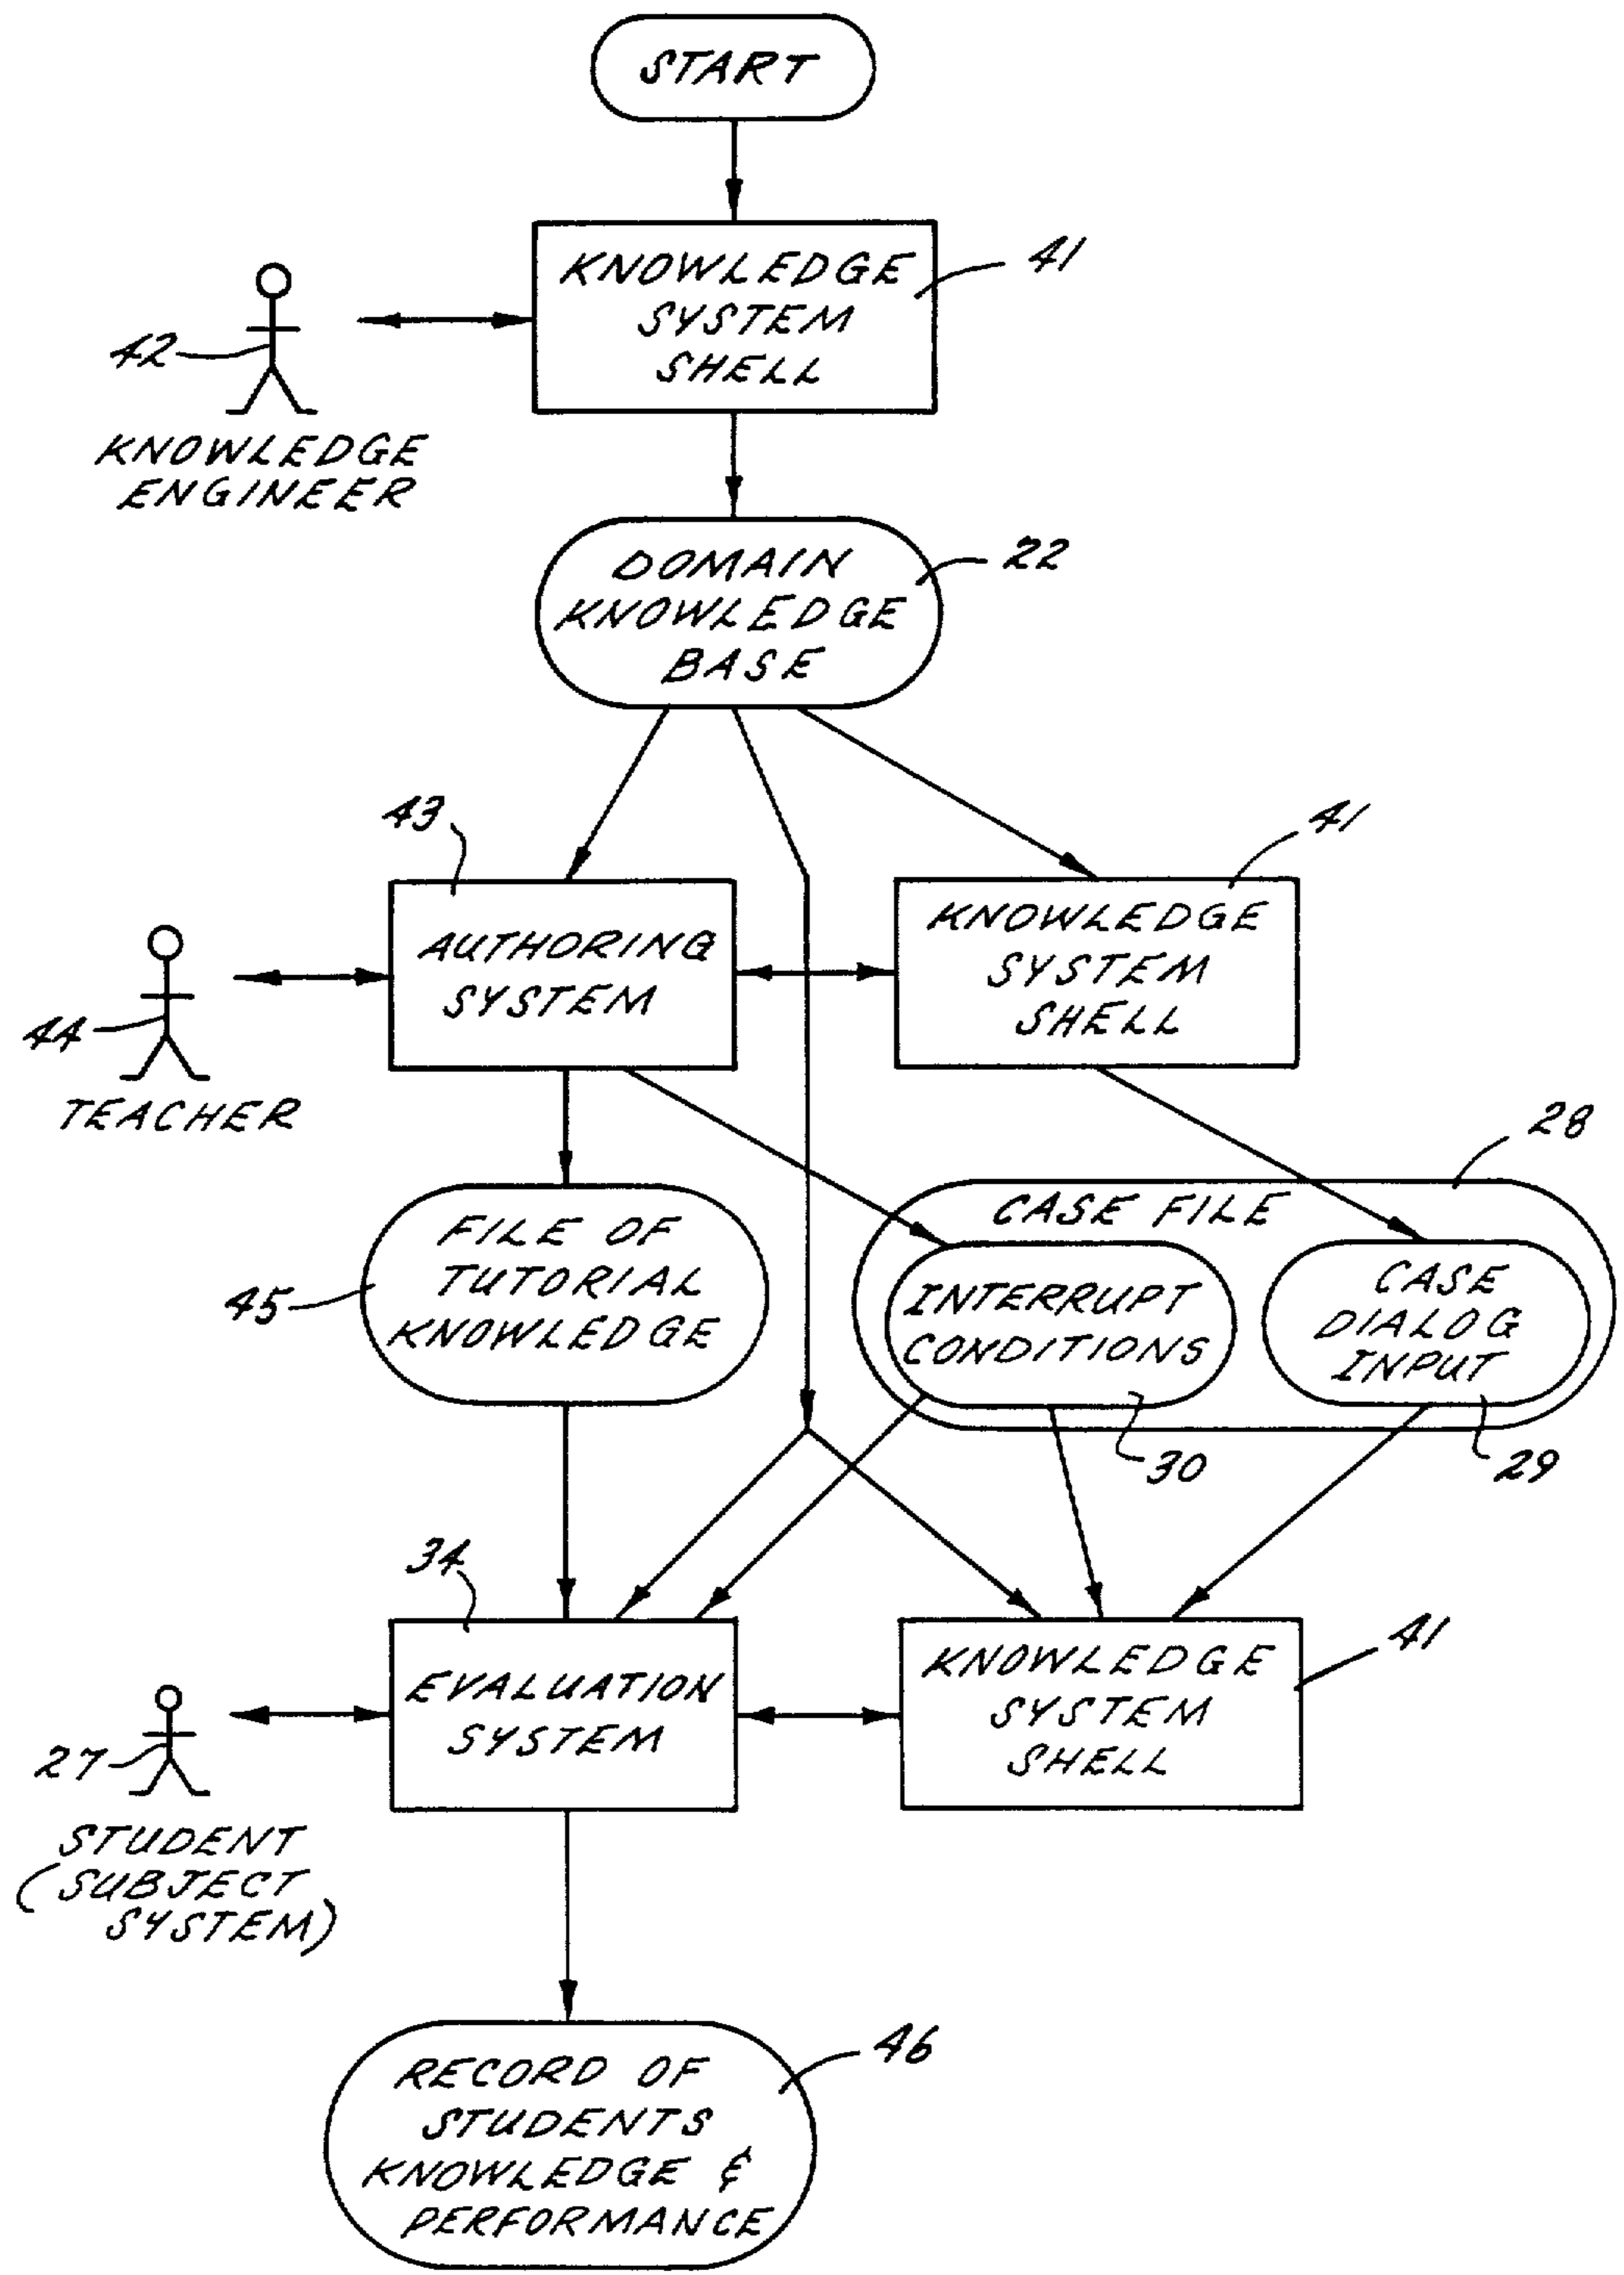 START
KNOWLEDGE
SYSTEM
SHELL
41
42
KNOWLEDGE
ENGINEER
DOMAIN
KNOWLEDGE
BASE
22
43
AUTHORING
SYSTEM
41
KNOWLEDGE
SYSTEM
SHELL
44
TEACHER
28
CASE FILE
FILE OF
TUTORIAL
KNOWLEDGE
45
INTERRUPT
CONDITIONS
30
CASE
DIALOG
INPUT
29
34
EVALUATION
SYSTEM
KNOWLEDGE
SYSTEM
SHELL
41
27
STUDENT
(SUBJECT
SYSTEM)
RECORD OF
STUDENTS
KNOWLEDGE &
PERFORMANCE
46